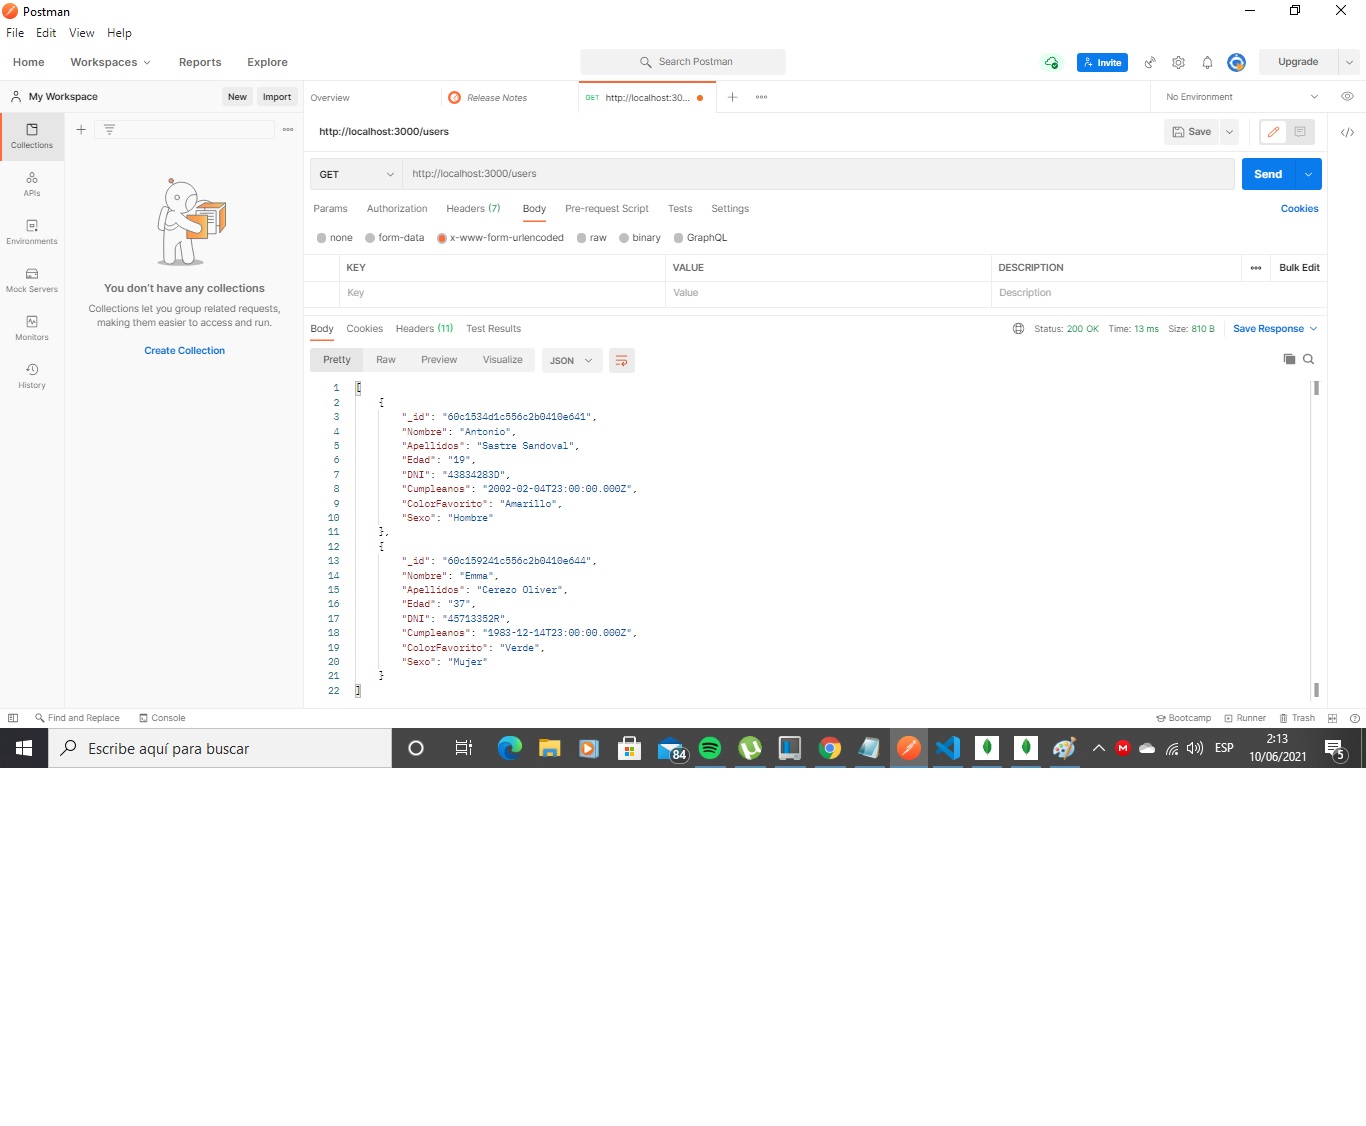 Postman
File Edit View Help
Home Workspaces Reports Explore Search Postman Invite Upgrade
My Workspace New Import Overview Release Notes GET http://localhost:30... No Environment
Collections
http://localhost:3000/users Save
GET http://localhost:3000/users Send
APIs
Params Authorization Headers (7) Body Pre-request Script Tests Settings Cookies
Environments
none form-data x-www-form-urlencoded raw binary GraphQL
KEY VALUE DESCRIPTION Bulk Edit
Key Value Description
Mock Servers
You don't have any collections
Collections let you group related requests,
making them easier to access and run.
Create Collection
Monitors
History
Body Cookies Headers (11) Test Results Status: 200 OK Time: 13 ms Size: 810 B Save Response
Pretty Raw Preview Visualize JSON
1 [
2 {
3 "_id": "60c1534d1c556c2b0410e641",
4 "Nombre": "Antonio",
5 "Apellidos": "Sastre Sandoval",
6 "Edad": "19",
7 "DNI": "43834283D",
8 "Cumpleanos": "2002-02-04T23:00:00.000Z",
9 "ColorFavorito": "Amarillo",
10 "Sexo": "Hombre"
11 },
12 {
13 "_id": "60c159241c556c2b0410e644",
14 "Nombre": "Emma",
15 "Apellidos": "Cerezo Oliver",
16 "Edad": "37",
17 "DNI": "45713352R",
18 "Cumpleanos": "1983-12-14T23:00:00.000Z",
19 "ColorFavorito": "Verde",
20 "Sexo": "Mujer"
21 }
22 ]
Find and Replace Console Bootcamp Runner Trash
Escribe aquí para buscar 84 ESP 2:13
10/06/2021 5